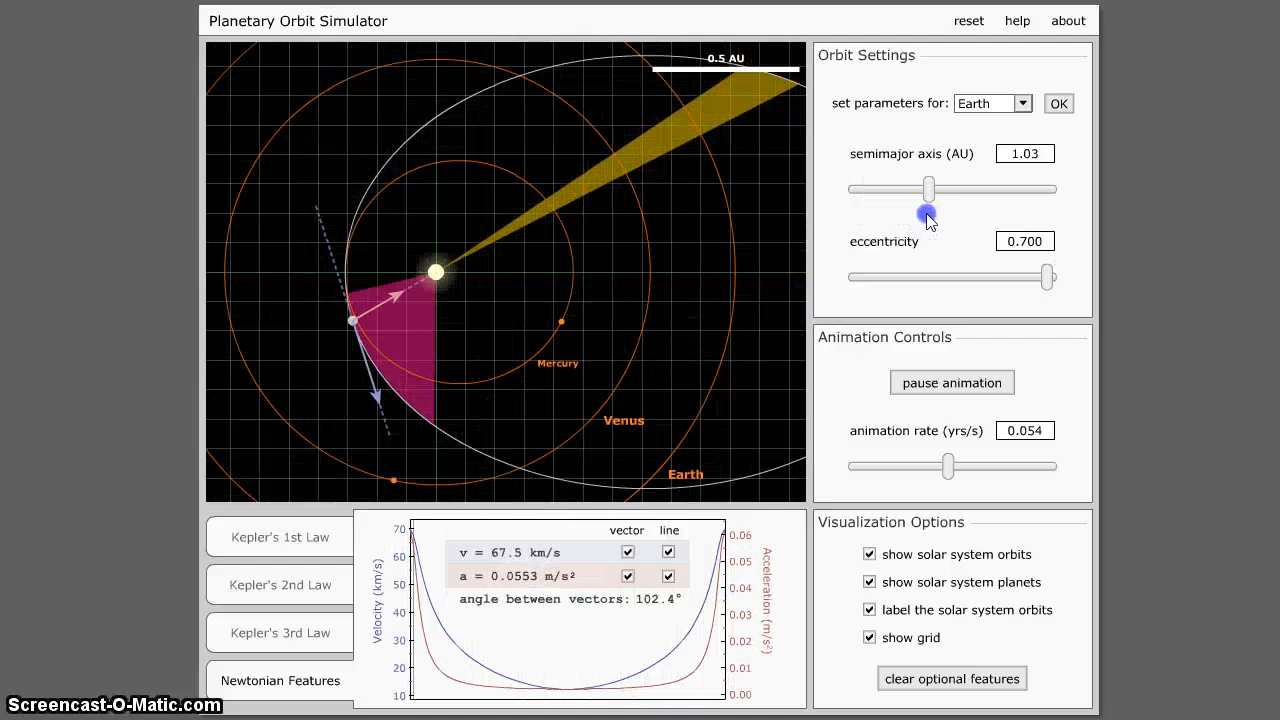 Planetary Orbit Simulator
reset help about
0.5 AU
Mercury
Venus
Earth
Orbit Settings
set parameters for: Earth OK
semimajor axis (AU) 1.03
eccentricity 0.700
Animation Controls
pause animation
animation rate (yrs/s) 0.054
Kepler's 1st Law
Kepler's 2nd Law
Kepler's 3rd Law
Newtonian Features
Velocity (km/s)
70
60
50
40
30
20
10
vector line
v = 67.5 km/s
a = 0.0553 m/s²
angle between vectors: 102.4°
0.06
0.05
0.04
0.03
0.02
0.01
0.00
Acceleration (m/s²)
Visualization Options
show solar system orbits
show solar system planets
label the solar system orbits
show grid
clear optional features
Screencast-O-Matic.com